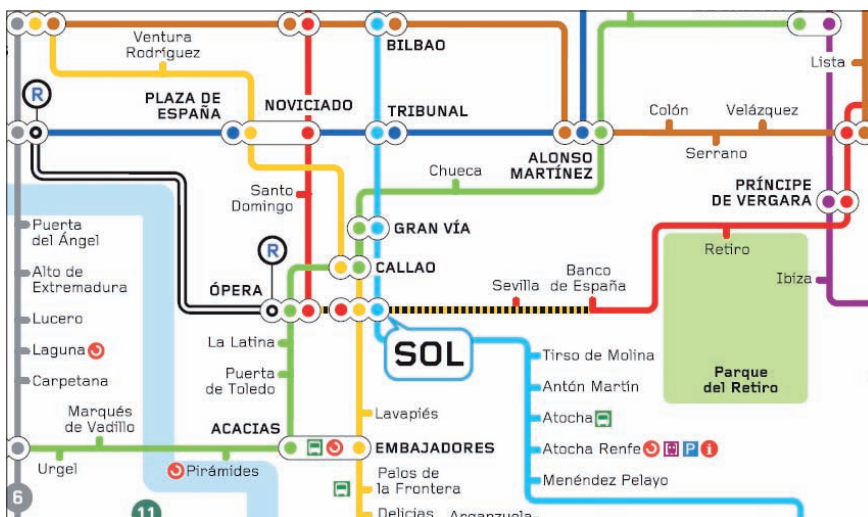 Ventura
Rodríguez
BILBAO
Lista
R
PLAZA DE
ESPAÑA
NOVICIADO
TRIBUNAL
Colón
Velázquez
Serrano
ALONSO
MARTÍNEZ
Chueca
Santo
Domingo
PRÍNCIPE
DE VERGARA
Puerta
del Ángel
GRAN VÍA
R
Retiro
Alto de
Extremadura
ÓPERA
CALLAO
Sevilla
Banco
de España
Ibiza
Lucero
La Latina
SOL
Laguna
Tirso de Molina
Carpetana
Puerta
de Toledo
Antón Martín
Parque
del Retiro
Marqués
de Vadillo
ACACIAS
Lavapiés
Atocha
EMBAJADORES
Atocha Renfe
P
i
Urgel
Pirámides
Palos de
la Frontera
Menéndez Pelayo
6
11
Delicias
Arganzuela